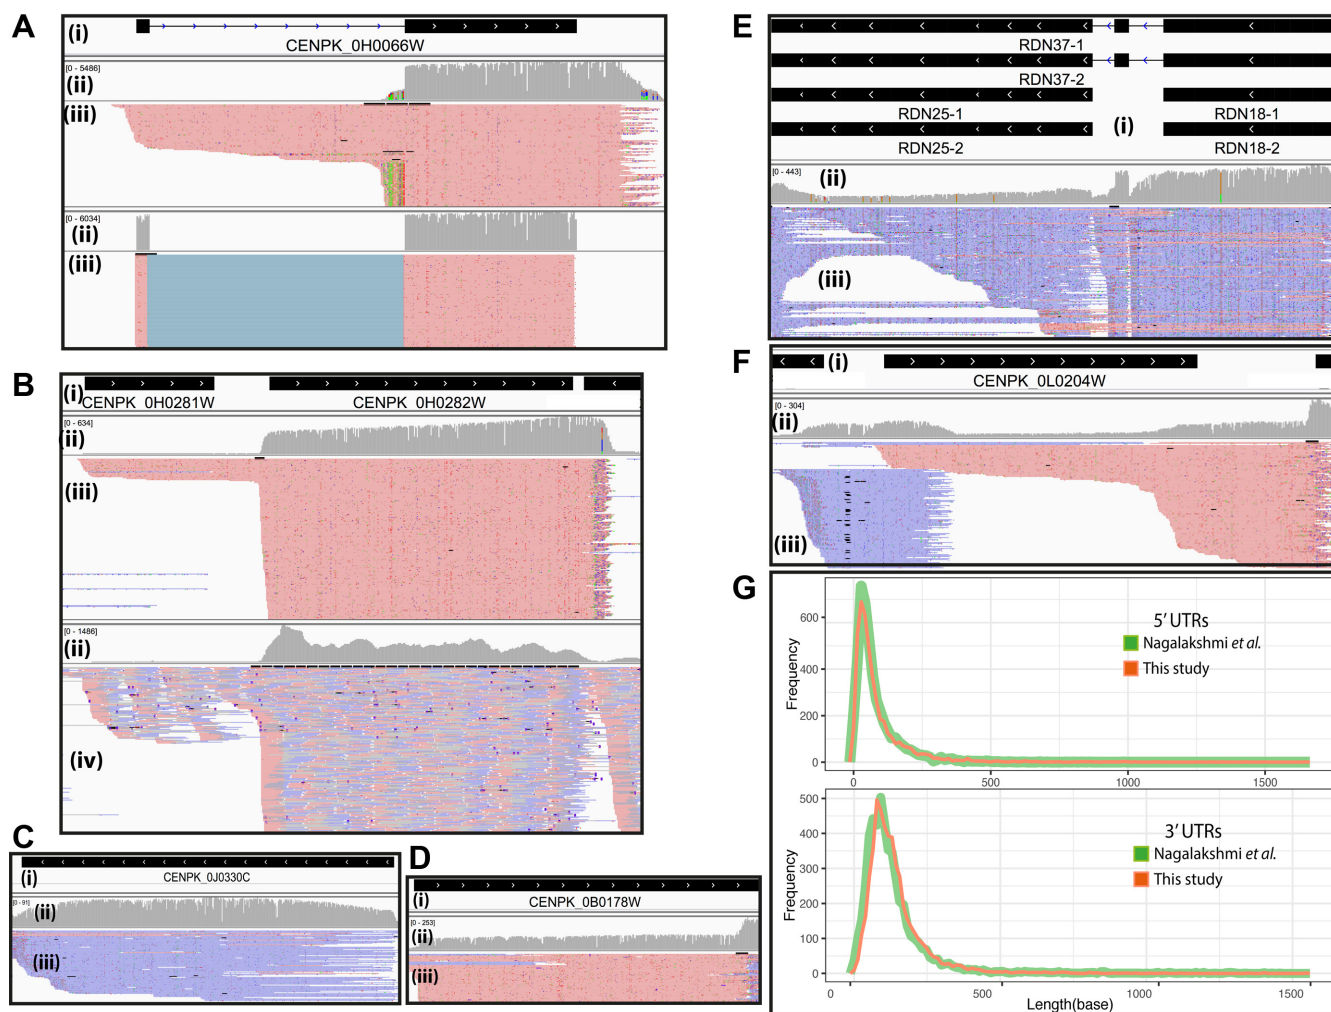 A
(i)
CENPK_0H0066W
[0 - 5486]
(ii)
(iii)
[0 - 6034]
(ii)
(iii)
B
(i)
CENPK_0H0281W CENPK_0H0282W
[0 - 634]
(ii)
(iii)
[0 - 1486]
(ii)
(iv)
C
(i)
CENPK_0J0330C
[0 - 91]
(ii)
(iii)
D
(i)
CENPK_0B0178W
[0 - 253]
(ii)
(iii)
E
RDN37-1
RDN37-2
RDN25-1 RDN18-1
(i)
RDN25-2 RDN18-2
[0 - 443]
(ii)
(iii)
F
(i)
CENPK_0L0204W
[0 - 304]
(ii)
(iii)
G
5' UTRs
Nagalakshmi et al.
This study
Frequency
600
400
200
0
0 500 1000 1500
3' UTRs
Nagalakshmi et al.
This study
Frequency
500
400
300
200
100
0
0 500 1000 1500
Length(base)